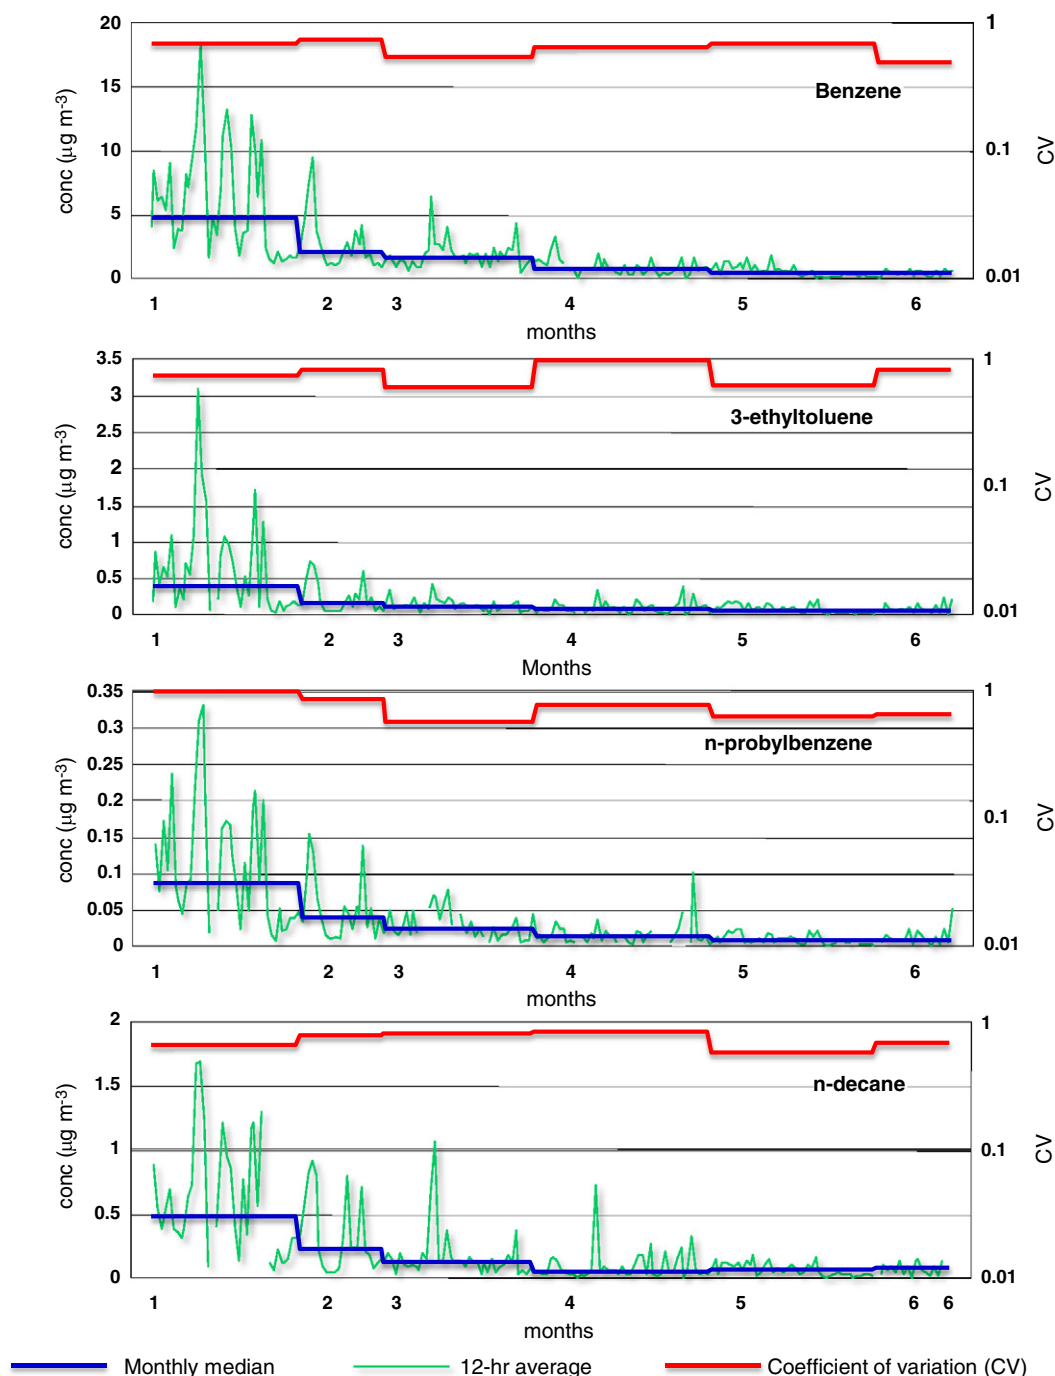 20 1
Benzene
15
conc (µg m-3)
10 0.1
CV
5
0 0.01
1 2 3 4 5 6
months
3.5 1
3
3-ethyltoluene
2.5
conc (µg m-3)
2
0.1
CV
1.5
1
0.5
0 0.01
1 2 3 4 5 6
Months
0.35 1
0.3
n-probylbenzene
0.25
conc (µg m-3)
0.2
0.1
CV
0.15
0.1
0.05
0 0.01
1 2 3 4 5 6
months
2 1
n-decane
1.5
conc (µg m-3)
1 0.1
CV
0.5
0 0.01
1 2 3 4 5 6 6
months
Monthly median 12-hr average Coefficient of variation (CV)